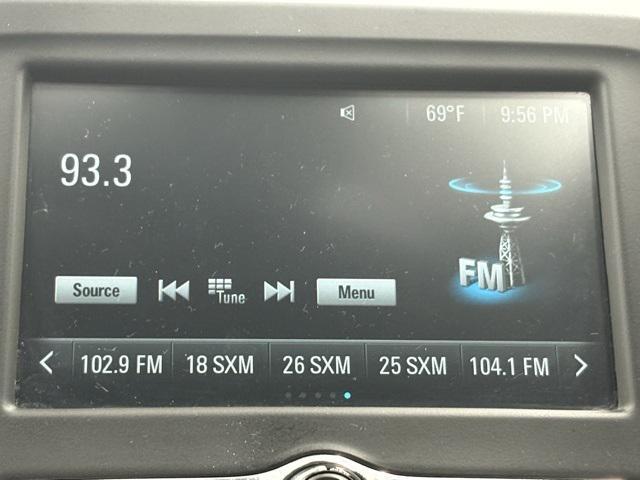 69°F 9:56 PM
93.3
FM
Source Tune Menu
102.9 FM 18 SXM 26 SXM 25 SXM 104.1 FM